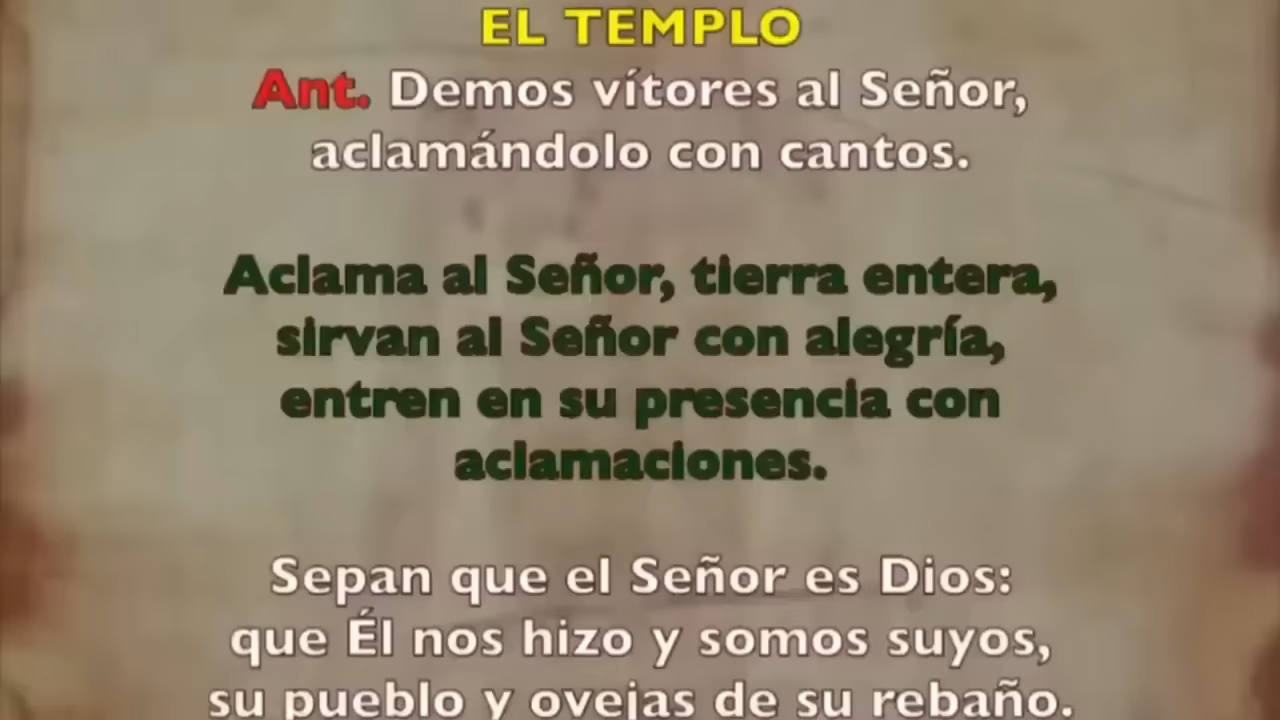 EL TEMPLO
Ant. Demos vítores al Señor,
aclamándolo con cantos.
Aclama al Señor, tierra entera,
sirvan al Señor con alegría,
entren en su presencia con
aclamaciones.
Sepan que el Señor es Dios:
que Él nos hizo y somos suyos,
su pueblo y ovejas de su rebaño.